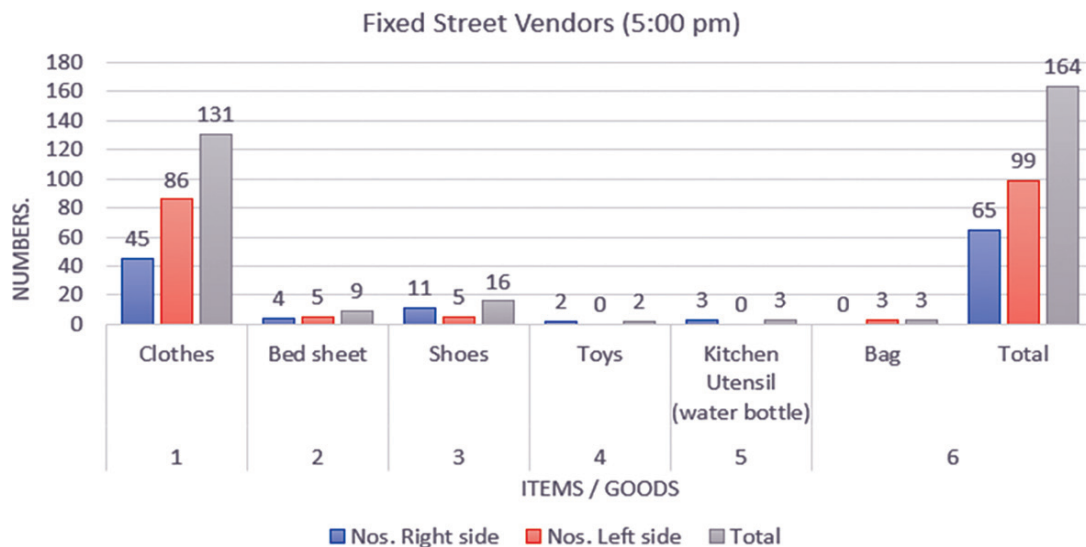 Fixed Street Vendors (5:00 pm)
NUMBERS.
180
160
140
120
100
80
60
40
20
0
45 86 131
4 5 9
11 5 16
2 0 2
3 0 3
0 3 3
65 99 164
Clothes Bed sheet Shoes Toys Kitchen Bag Total
Utensil
(water bottle)
1 2 3 4 5 6
ITEMS / GOODS
Nos. Right side Nos. Left side Total